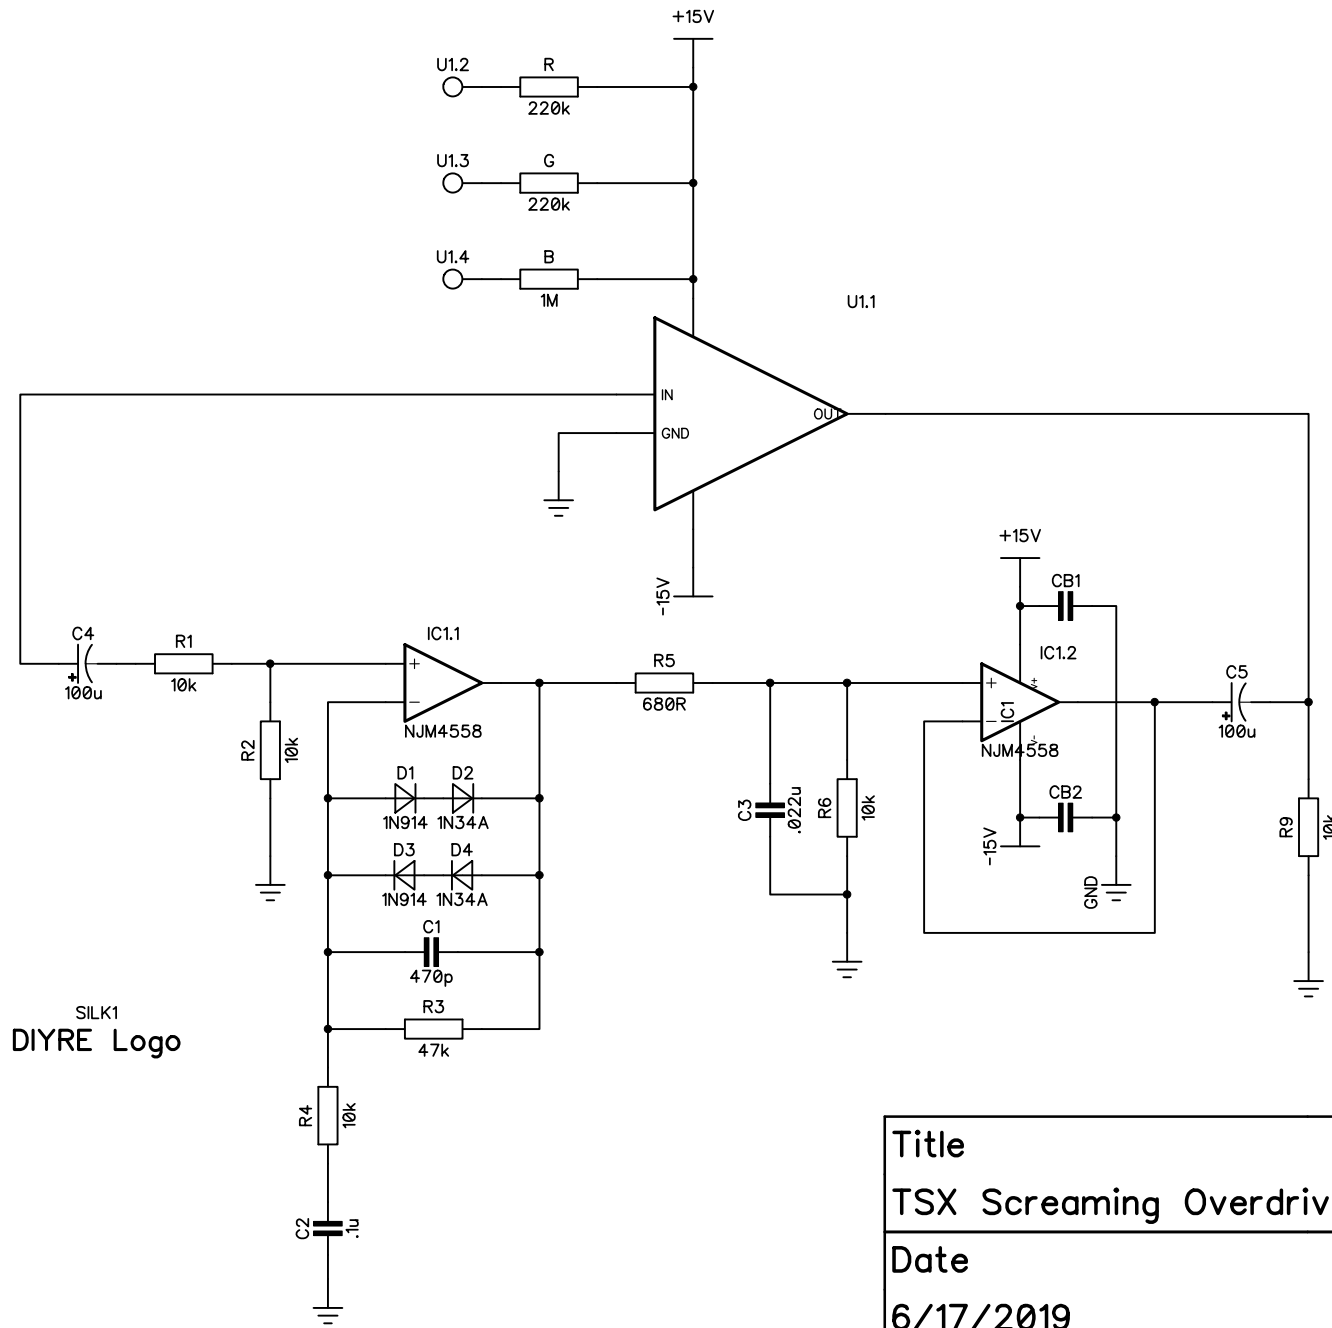 +15V
U1.2
R
220k
U1.3
G
220k
U1.4
B
1M
U1.1
IN
GND
OUT
-15V
+15V
CB1
IC1.2
C4
100u
R1
10k
IC1.1
NJM4558
R5
680R
IC1
V+
V-
NJM4558
C5
100u
R2
10k
D1
1N914
D2
1N34A
D3
1N914
D4
1N34A
C3
.022u
R6
10k
CB2
-15V
GND
R9
10k
C1
470p
R3
47k
SILK1
DIYRE Logo
R4
10k
C2
.1u
Title
TSX Screaming Overdriv
Date
6/17/2019